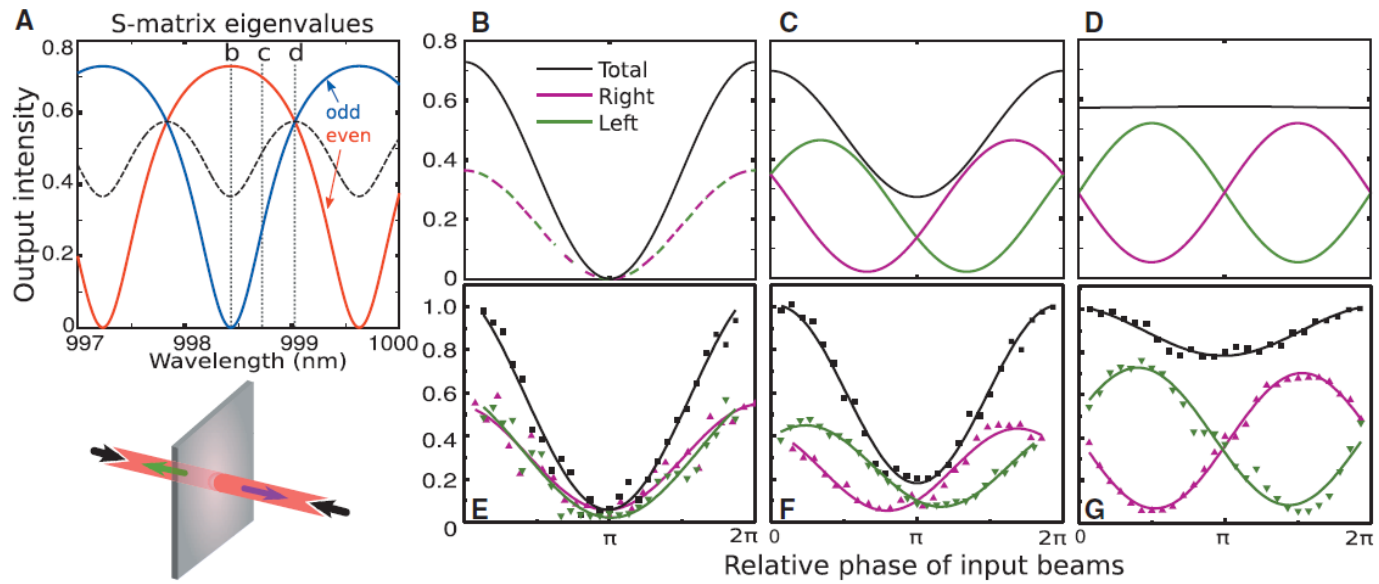 A
S-matrix eigenvalues
b c d
0.8
0.6
0.4
0.2
0
Output intensity
odd
even
997 998 999 1000
Wavelength (nm)
B
0.8
0.6
0.4
0.2
0
Total
Right
Left
C
D
E
1.0
0.8
0.6
0.4
0.2
0
π 2π
F
0 π 2π
G
0 π 2π
Relative phase of input beams